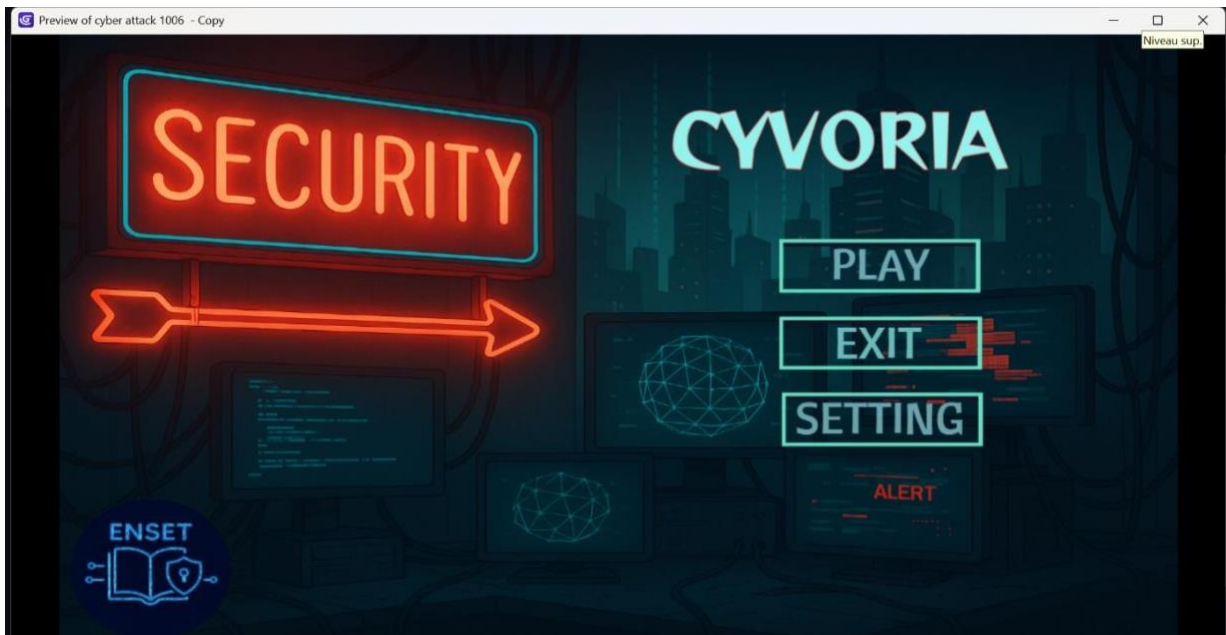 Preview of cyber attack 1006 - Copy
Niveau sup.
SECURITY
CYVORIA
PLAY
EXIT
SETTING
ALERT
ENSET